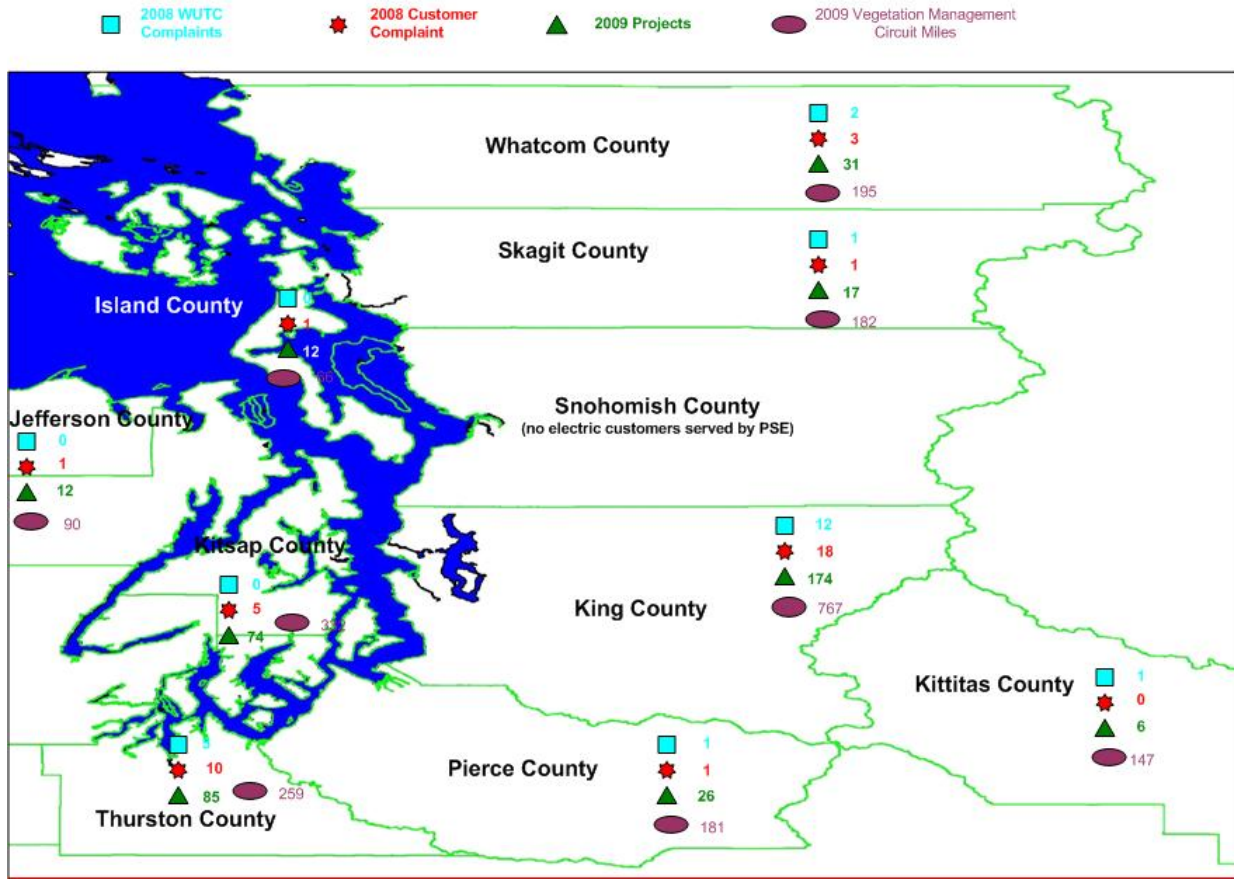 2008 WUTC
Complaints
2008 Customer
Complaint
2009 Projects
2009 Vegetation Management
Circuit Miles
Whatcom County
2
3
31
195
Skagit County
1
1
17
182
Island County
0
1
12
66
Snohomish County
(no electric customers served by PSE)
Jefferson County
0
1
12
90
Kitsap County
0
5
74
King County
12
18
174
767
Kittitas County
1
0
6
147
Thurston County
10
85
259
Pierce County
1
1
26
181